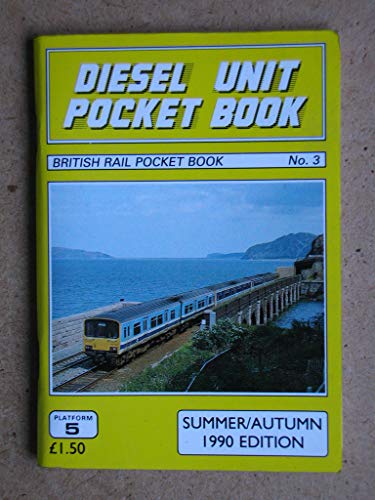 DIESEL UNIT
POCKET BOOK
BRITISH RAIL POCKET BOOK No. 3
PLATFORM
5
£1.50
SUMMER/AUTUMN
1990 EDITION